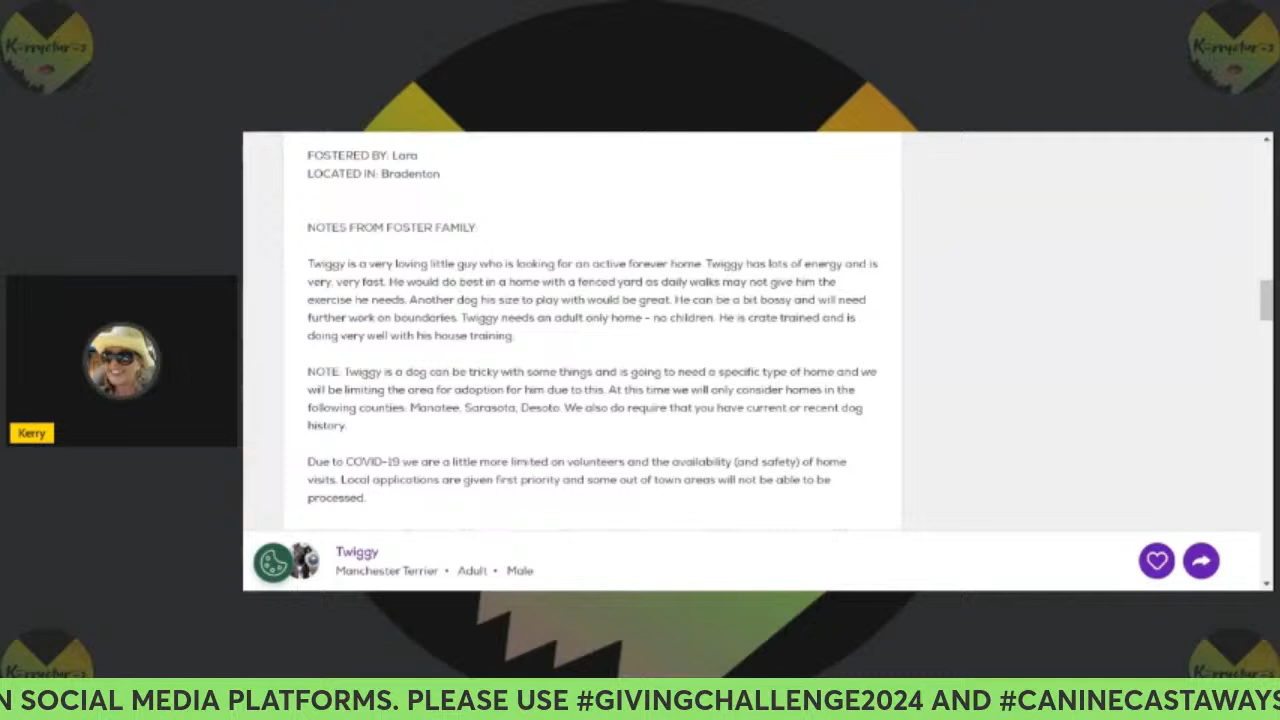 K=rryctur=s
K=rryctur=s
FOSTERED BY: Lara
LOCATED IN: Bradenton
NOTES FROM FOSTER FAMILY:
Twiggy is a very loving little guy who is looking for an active forever home. Twiggy has lots of energy and is
very, very fast. He would do best in a home with a fenced yard as daily walks may not give him the
exercise he needs. Another dog his size to play with would be great. He can be a bit bossy and will need
further work on boundaries. Twiggy needs an adult only home - no children. He is crate trained and is
doing very well with his house training.
NOTE: Twiggy is a dog can be tricky with some things and is going to need a specific type of home and we
will be limiting the area for adoption for him due to this. At this time we will only consider homes in the
following counties: Manatee, Sarasota, Desoto. We also do require that you have current or recent dog
history.
Due to COVID-19 we are a little more limited on volunteers and the availability (and safety) of home
visits. Local applications are given first priority and some out of town areas will not be able to be
processed.
Kerry
Twiggy
Manchester Terrier • Adult • Male
K=rryctur=s
K=rryctur=s
N SOCIAL MEDIA PLATFORMS. PLEASE USE #GIVINGCHALLENGE2024 AND #CANINECASTAWAYS